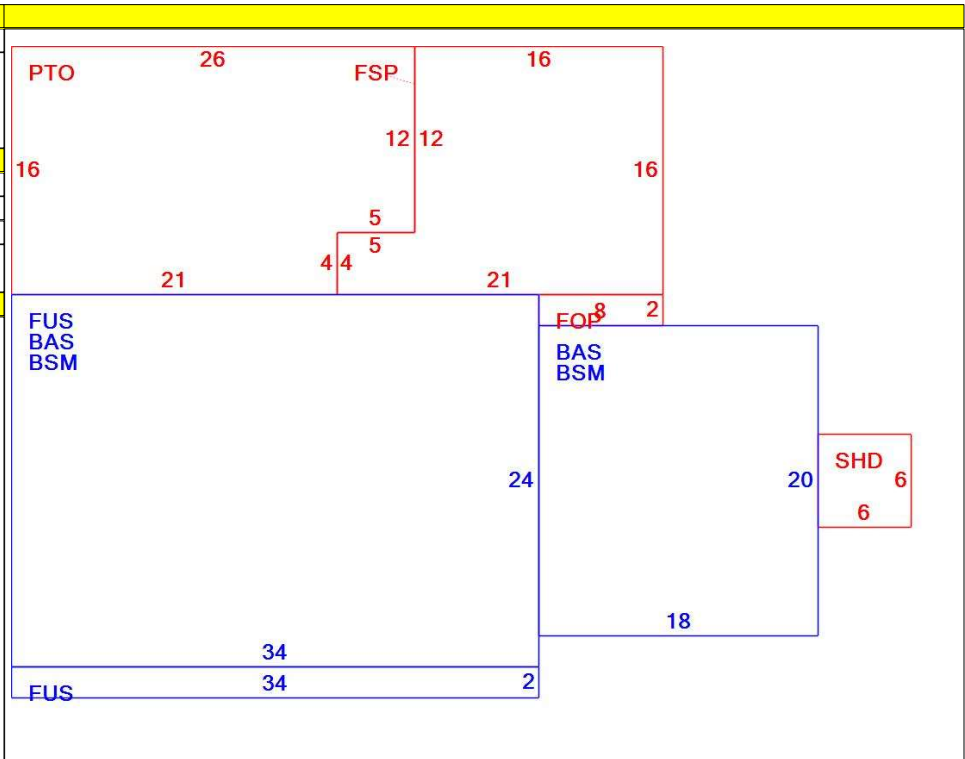 26 16
PTO FSP
12 12
16 16
5
5
4 4
21 21
FUS
BAS
BSM
FOP 8 2
BAS
BSM
SHD
24 20 6
6
18
34
34 2
FUS